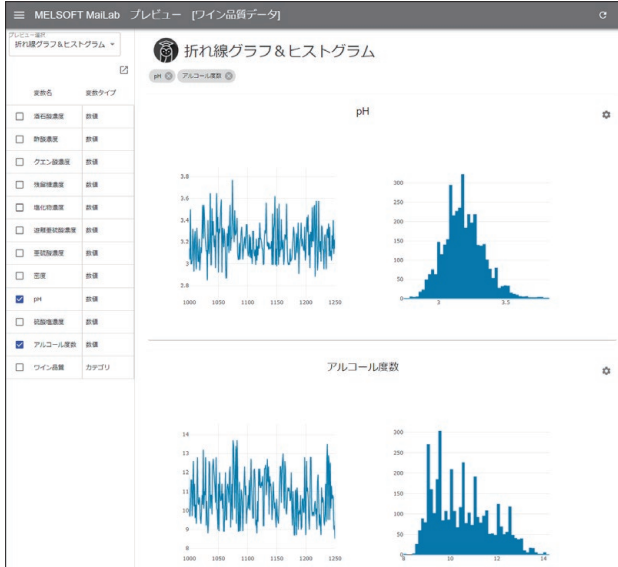 MELSOFT MaiLab プレビュー [ワイン品質データ]
プレビュー選択
折れ線グラフ&ヒストグラム
変数名 変数タイプ
酒石酸濃度 数値
酢酸濃度 数値
クエン酸濃度 数値
残留糖濃度 数値
塩化物濃度 数値
遊離亜硫酸濃度 数値
亜硫酸濃度 数値
密度 数値
pH 数値
硫酸塩濃度 数値
アルコール度数 数値
ワイン品質 カテゴリ
折れ線グラフ&ヒストグラム
pH アルコール度数
pH
3.8
3.6
3.4
3.2
3
2.8
1000 1050 1100 1150 1200 1250
300
250
200
150
100
50
0
3 3.5
アルコール度数
14
13
12
11
10
9
8
1000 1050 1100 1150 1200 1250
300
250
200
150
100
50
0
8 10 12 14